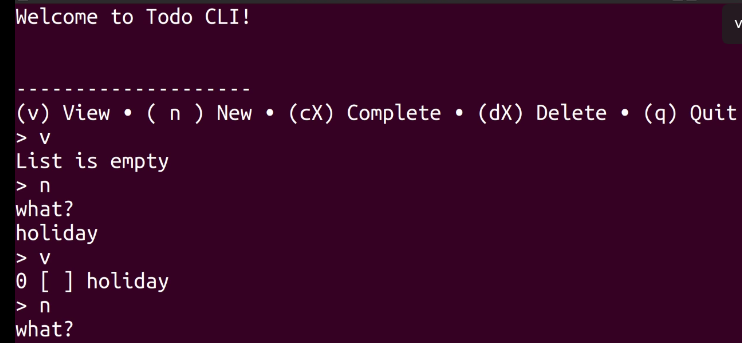 Welcome to Todo CLI!
--------------------
(v) View • ( n ) New • (cX) Complete • (dX) Delete • (q) Quit
> v
List is empty
> n
what?
holiday
> v
0 [ ] holiday
> n
what?
v